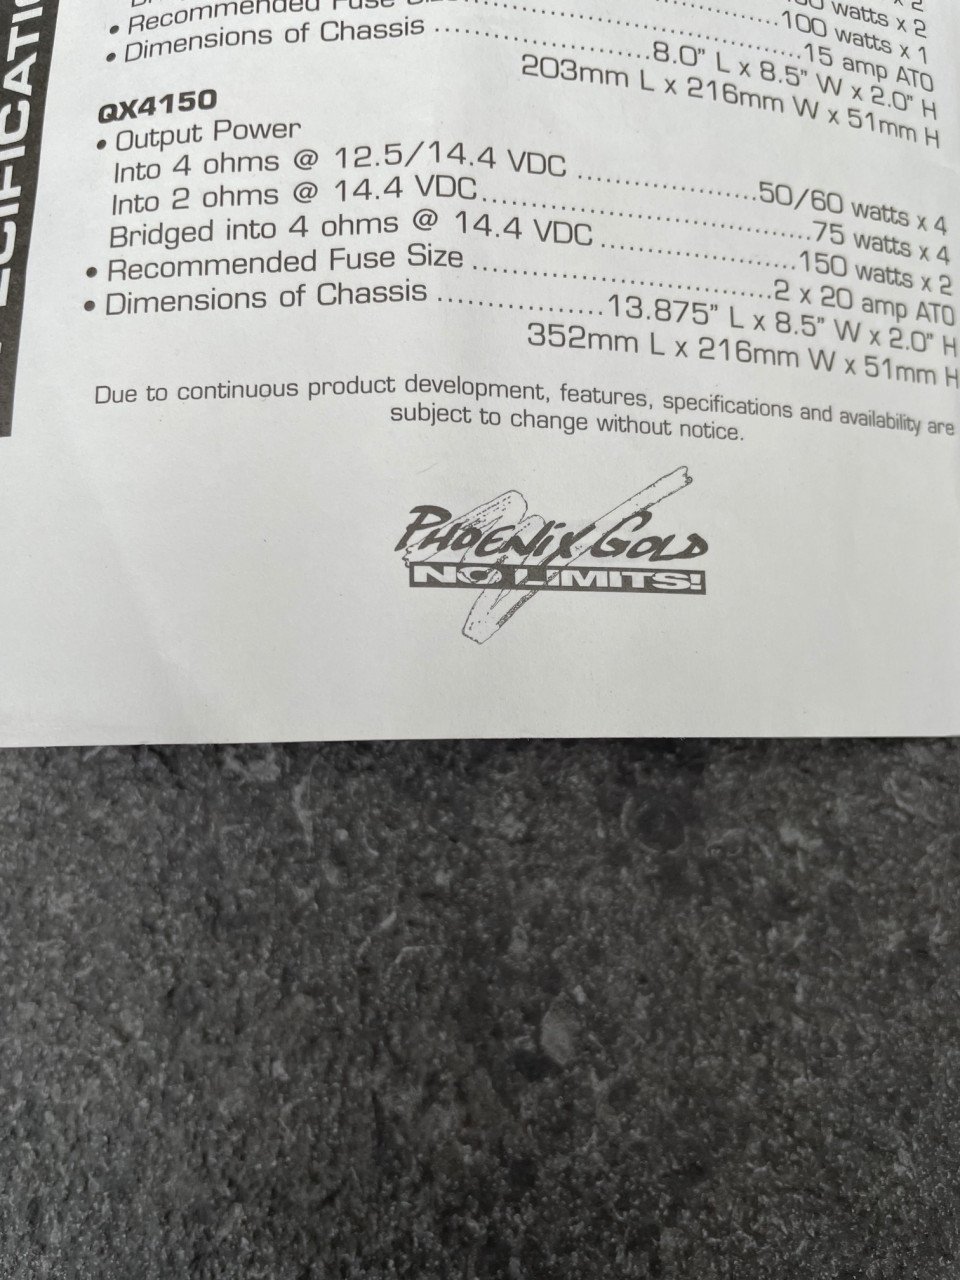 x 2
watts x 2
100 watts x 1
• Recommended Fuse
15 amp ATO
• Dimensions of Chassis ........................8.0" L x 8.5" W x 2.0" H
203mm L x 216mm W x 51mm H
QX4150
• Output Power
Into 4 ohms @ 12.5/14.4 VDC ....................50/60 watts x 4
Into 2 ohms @ 14.4 VDC....................................75 watts x 4
Bridged into 4 ohms @ 14.4 VDC ......................150 watts x 2
• Recommended Fuse Size ................................2 x 20 amp ATO
• Dimensions of Chassis ..................13.875" L x 8.5" W x 2.0" H
352mm L x 216mm W x 51mm H
Due to continuous product development, features, specifications and availability are
subject to change without notice.
PHOENIX GOLD
NO LIMITS!